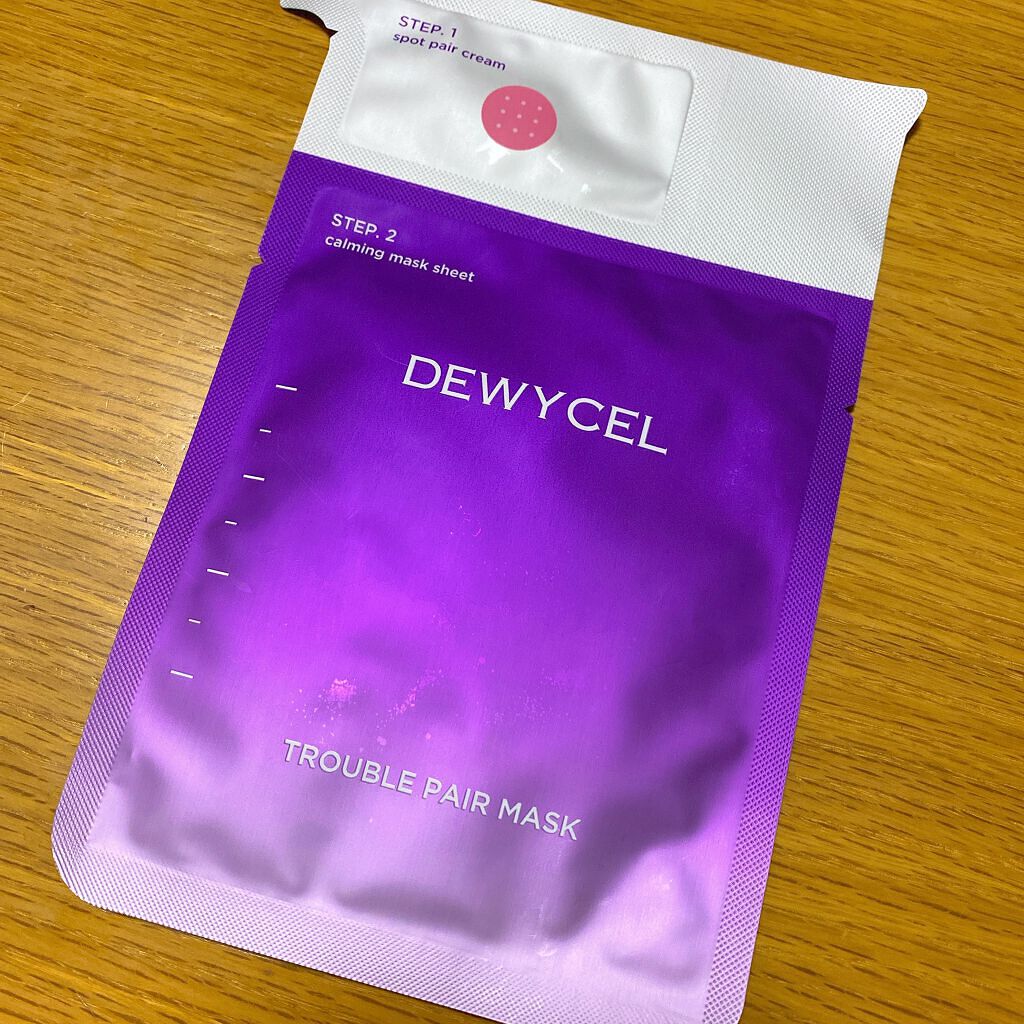 STEP. 1
spot pair cream
STEP. 2
calming mask sheet
DEWYCEL
TROUBLE PAIR MASK